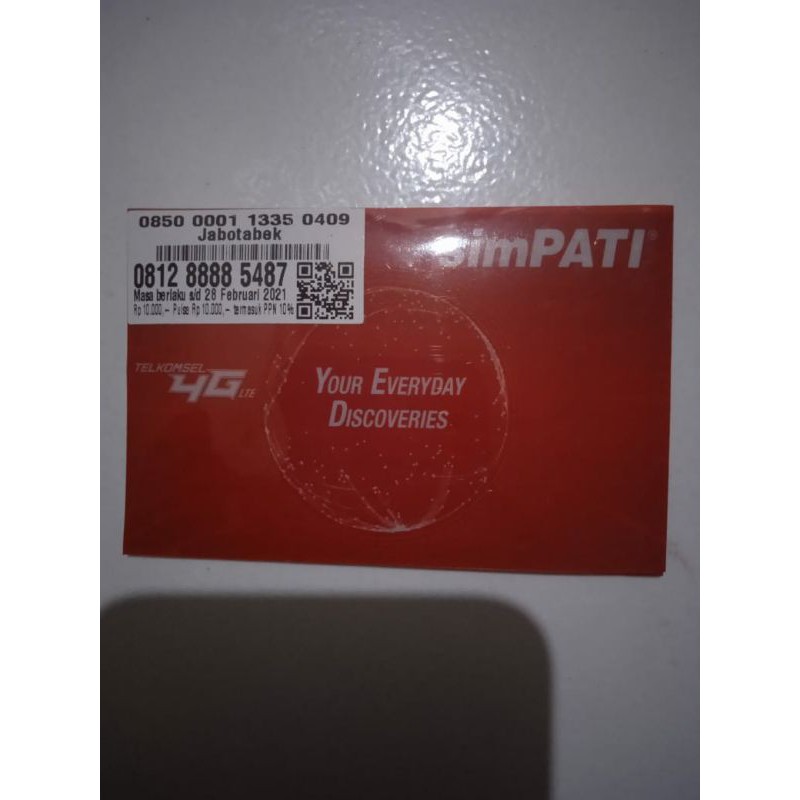 0850 0001 1335 0409
Jabotabek
0812 8888 5487
Masa berlaku s/d 28 Februari 2021
Rp 10.000,- Pulsa Rp 10.000,- termasuk PPN 10%
simPATI
TELKOMSEL
4G LTE
YOUR EVERYDAY
DISCOVERIES